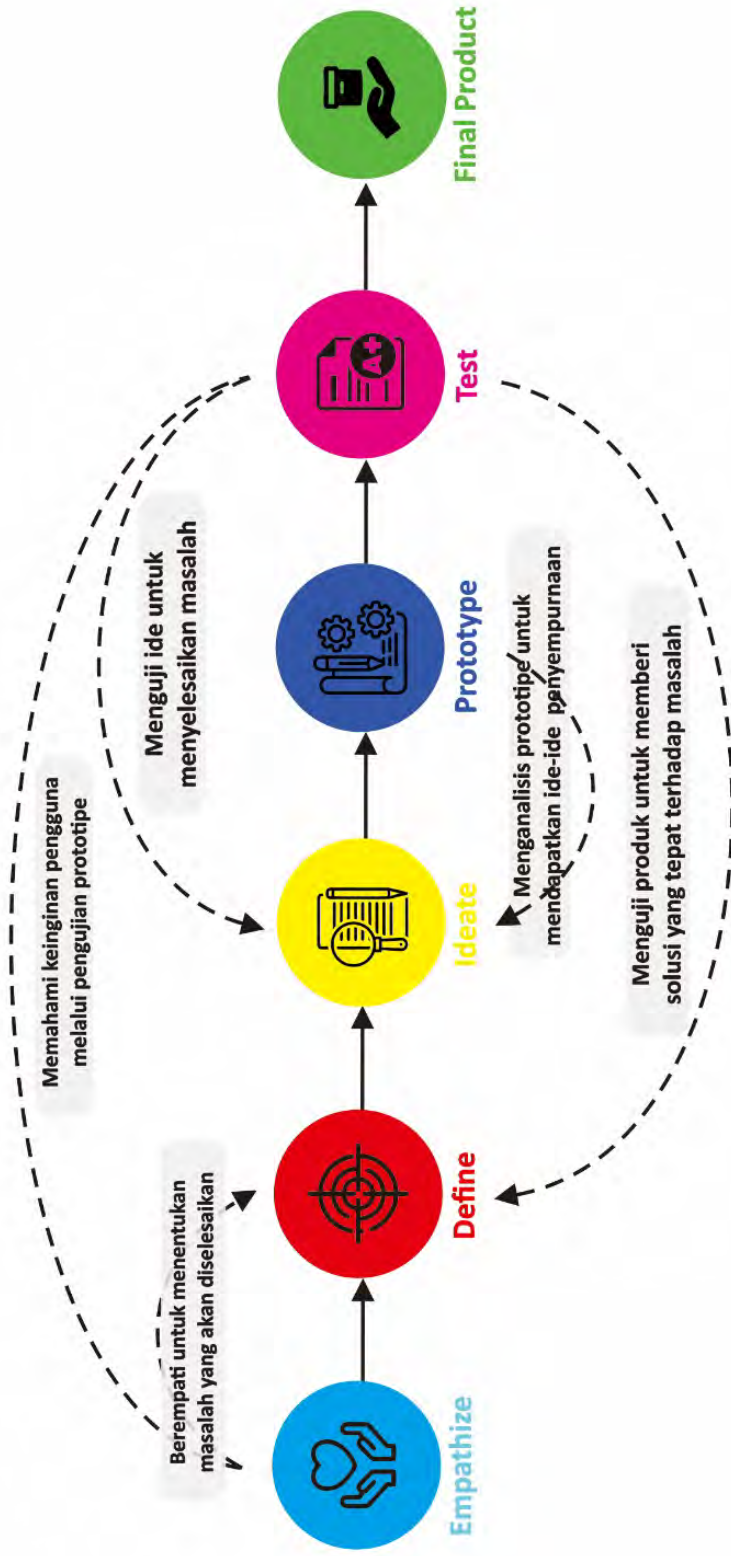 Memahami keinginan pengguna
melalui pengujian prototipe
Berempati untuk menentukan
masalah yang akan diselesaikan
Menguji ide untuk
menyelesaikan masalah
A+
Empathize
Define
Ideate
Prototype
Test
Final Product
Menganalisis prototipe untuk
mendapatkan ide-ide penyempurnaan
Menguji produk untuk memberi
solusi yang tepat terhadap masalah